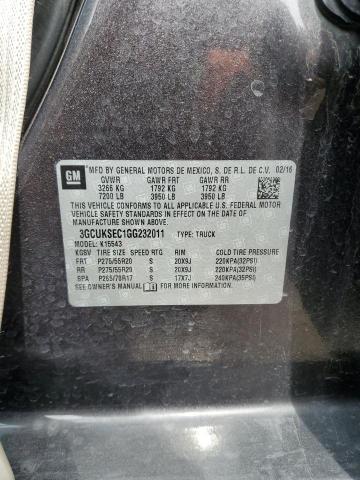 GM
MFD BY GENERAL MOTORS DE MEXICO, S. DE R.L. DE C.V. 02/16
GVWR GAWR FRT GAWR RR
3266 KG 1792 KG 1792 KG
7200 LB 3950 LB 3950 LB
THIS VEHICLE CONFORMS TO ALL APPLICABLE U.S. FEDERAL
MOTOR VEHICLE SAFETY STANDARDS IN EFFECT ON THE DATE OF
MANUFACTURE SHOWN ABOVE.
3GCUKSEC1GG232011 TYPE: TRUCK
MODEL: K15543
KGSV TIRE SIZE SPEED RTG RIM COLD TIRE PRESSURE
FRT P275/55R20 S 20X9J 220KPA(32PSI)
RR P275/55R20 S 20X9J 220KPA(32PSI)
SPA P265/70R17 S 17X7J 240KPA(35PSI)
SEE OWNER'S MANUAL FOR ADDITIONAL INFORMATION.